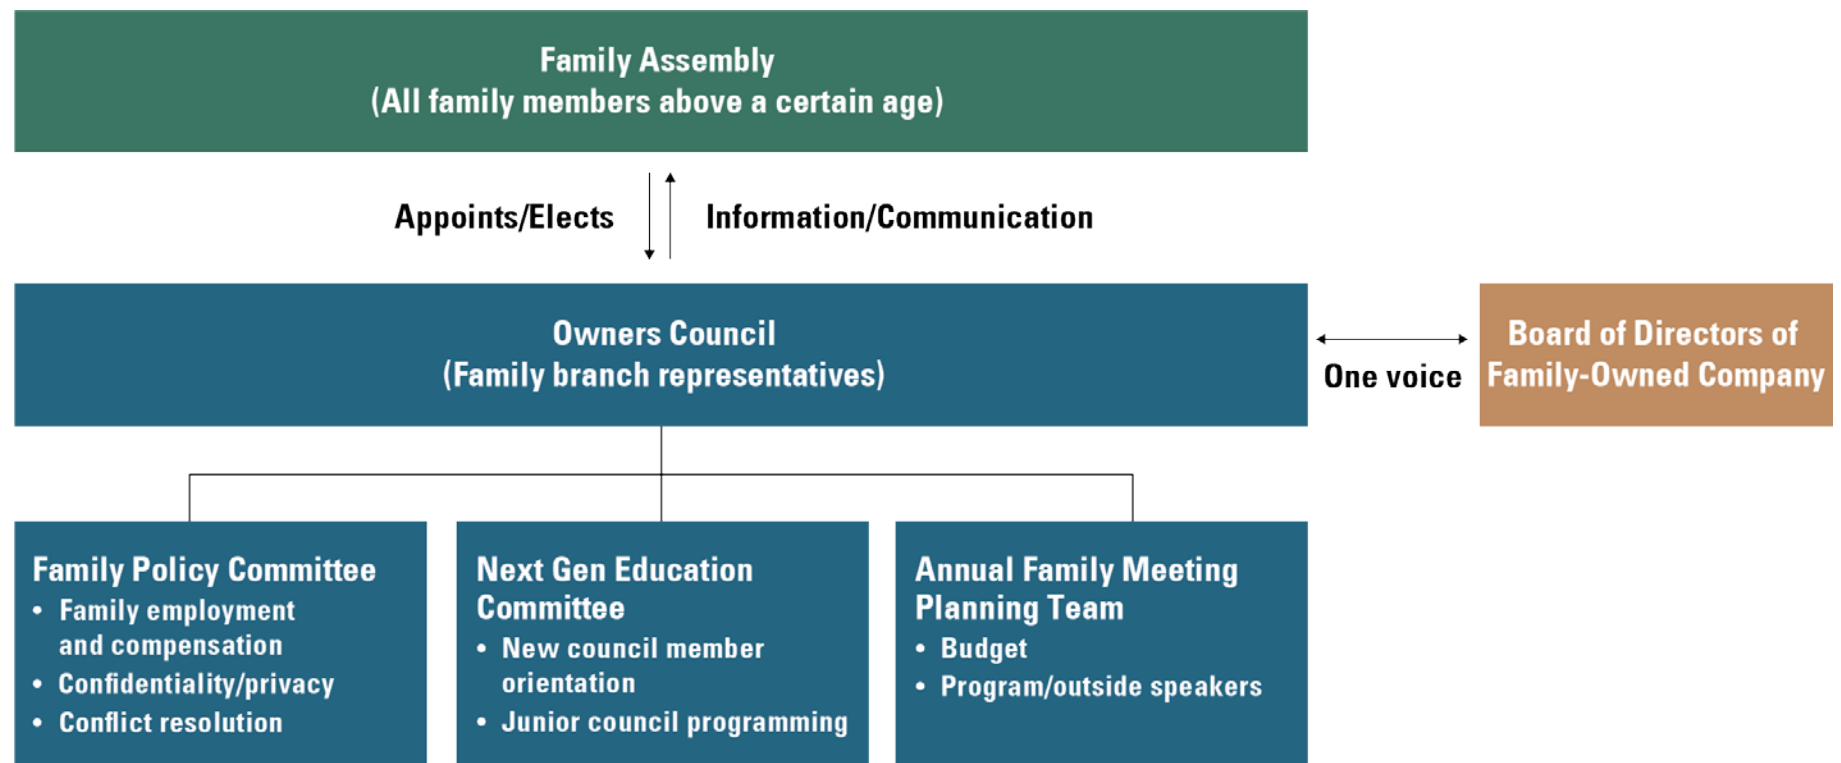 Family Assembly
(All family members above a certain age)
Appoints/Elects
Information/Communication
Owners Council
(Family branch representatives)
One voice
Board of Directors of
Family-Owned Company
Family Policy Committee
• Family employment
and compensation
• Confidentiality/privacy
• Conflict resolution
Next Gen Education
Committee
• New council member
orientation
• Junior council programming
Annual Family Meeting
Planning Team
• Budget
• Program/outside speakers